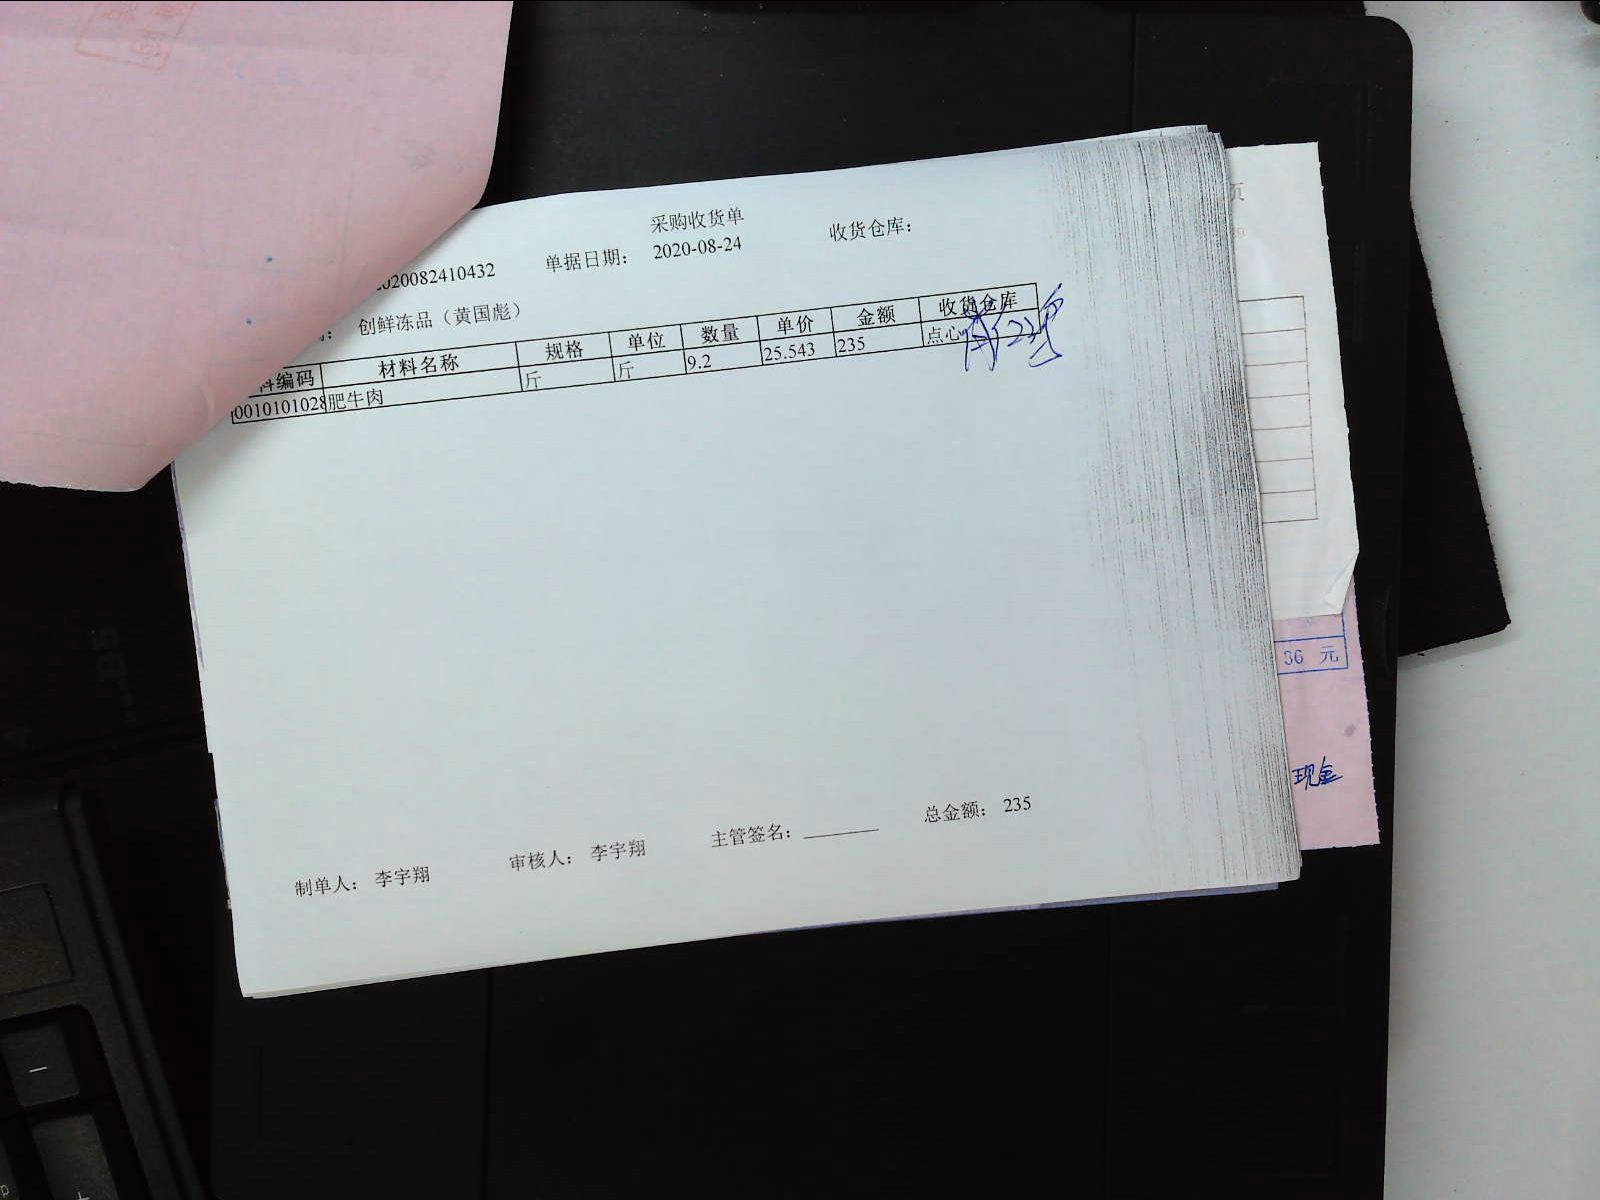 采购收货单
020082410432 单据日期： 2020-08-24 收货仓库：
创鲜冻品（黄国彪）
料编码 材料名称 规格 单位 数量 单价 金额 收货仓库
0010101028 肥牛肉 斤 斤 9.2 25.543 235 点心
36 元
现金
总金额： 235
制单人： 李宇翔 审核人： 李宇翔 主管签名：